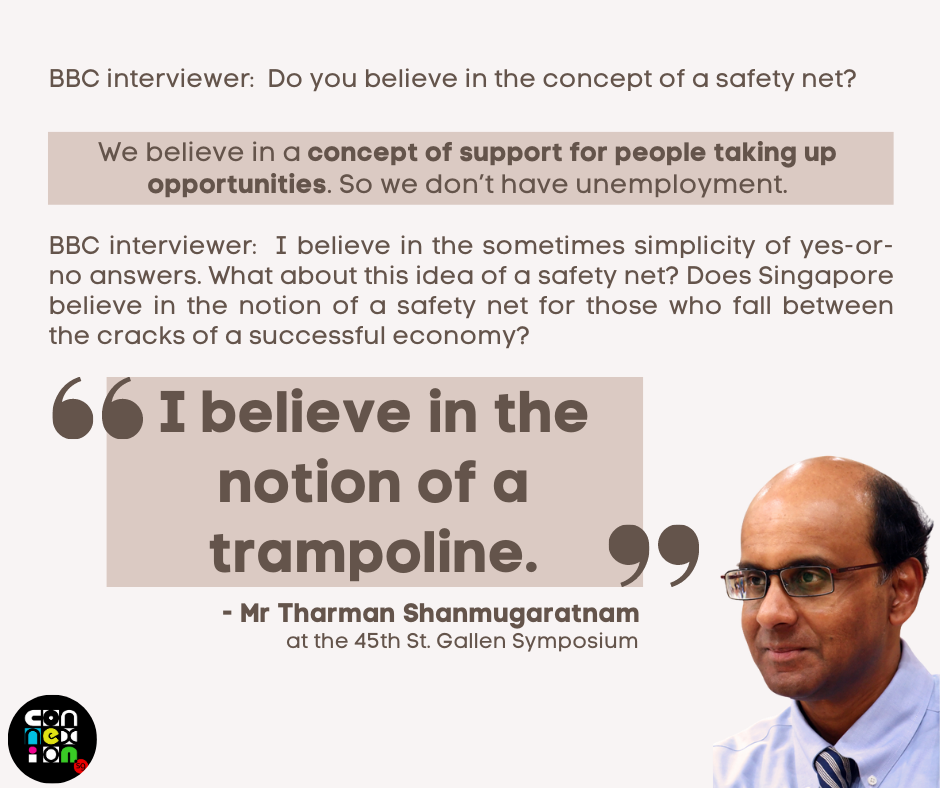 BBC interviewer:  Do you believe in the concept of a safety net?
We believe in a concept of support for people taking up
opportunities. So we don’t have unemployment.
BBC interviewer:  I believe in the sometimes simplicity of yes-or-
no answers. What about this idea of a safety net? Does Singapore
believe in the notion of a safety net for those who fall between
the cracks of a successful economy?
“I believe in the
notion of a
trampoline.”
- Mr Tharman Shanmugaratnam
at the 45th St. Gallen Symposium
con
nex
ion
SG